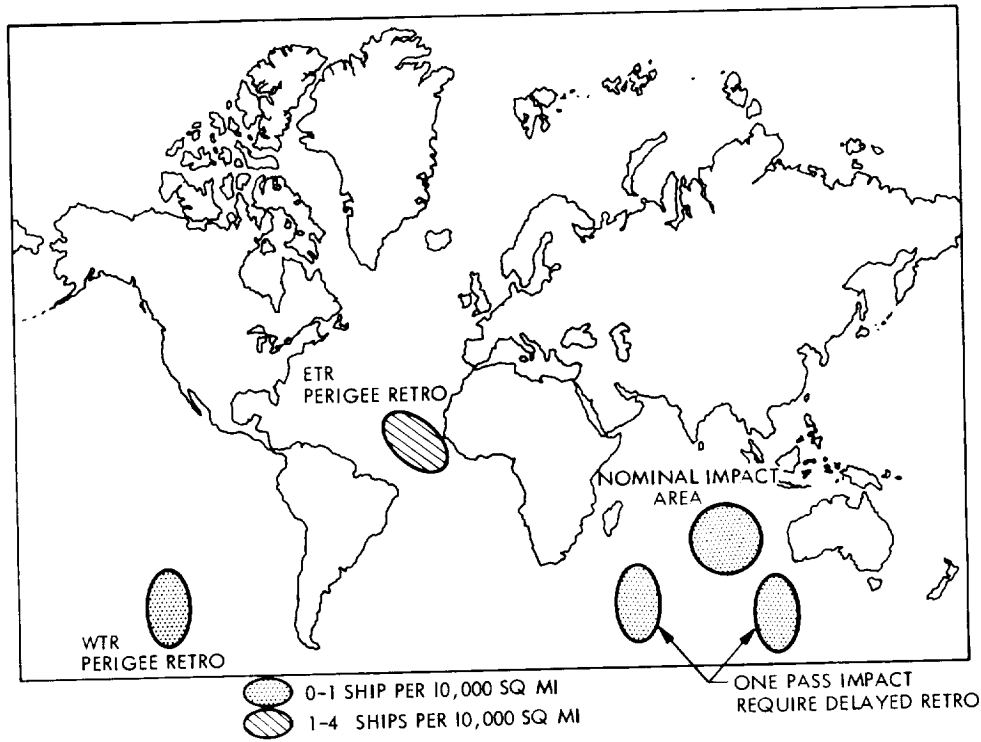 ETR
PERIGEE RETRO
NOMINAL IMPACT
AREA
WTR
PERIGEE RETRO
0-1 SHIP PER 10,000 SQ MI
1-4 SHIPS PER 10,000 SQ MI
ONE PASS IMPACT
REQUIRE DELAYED RETRO